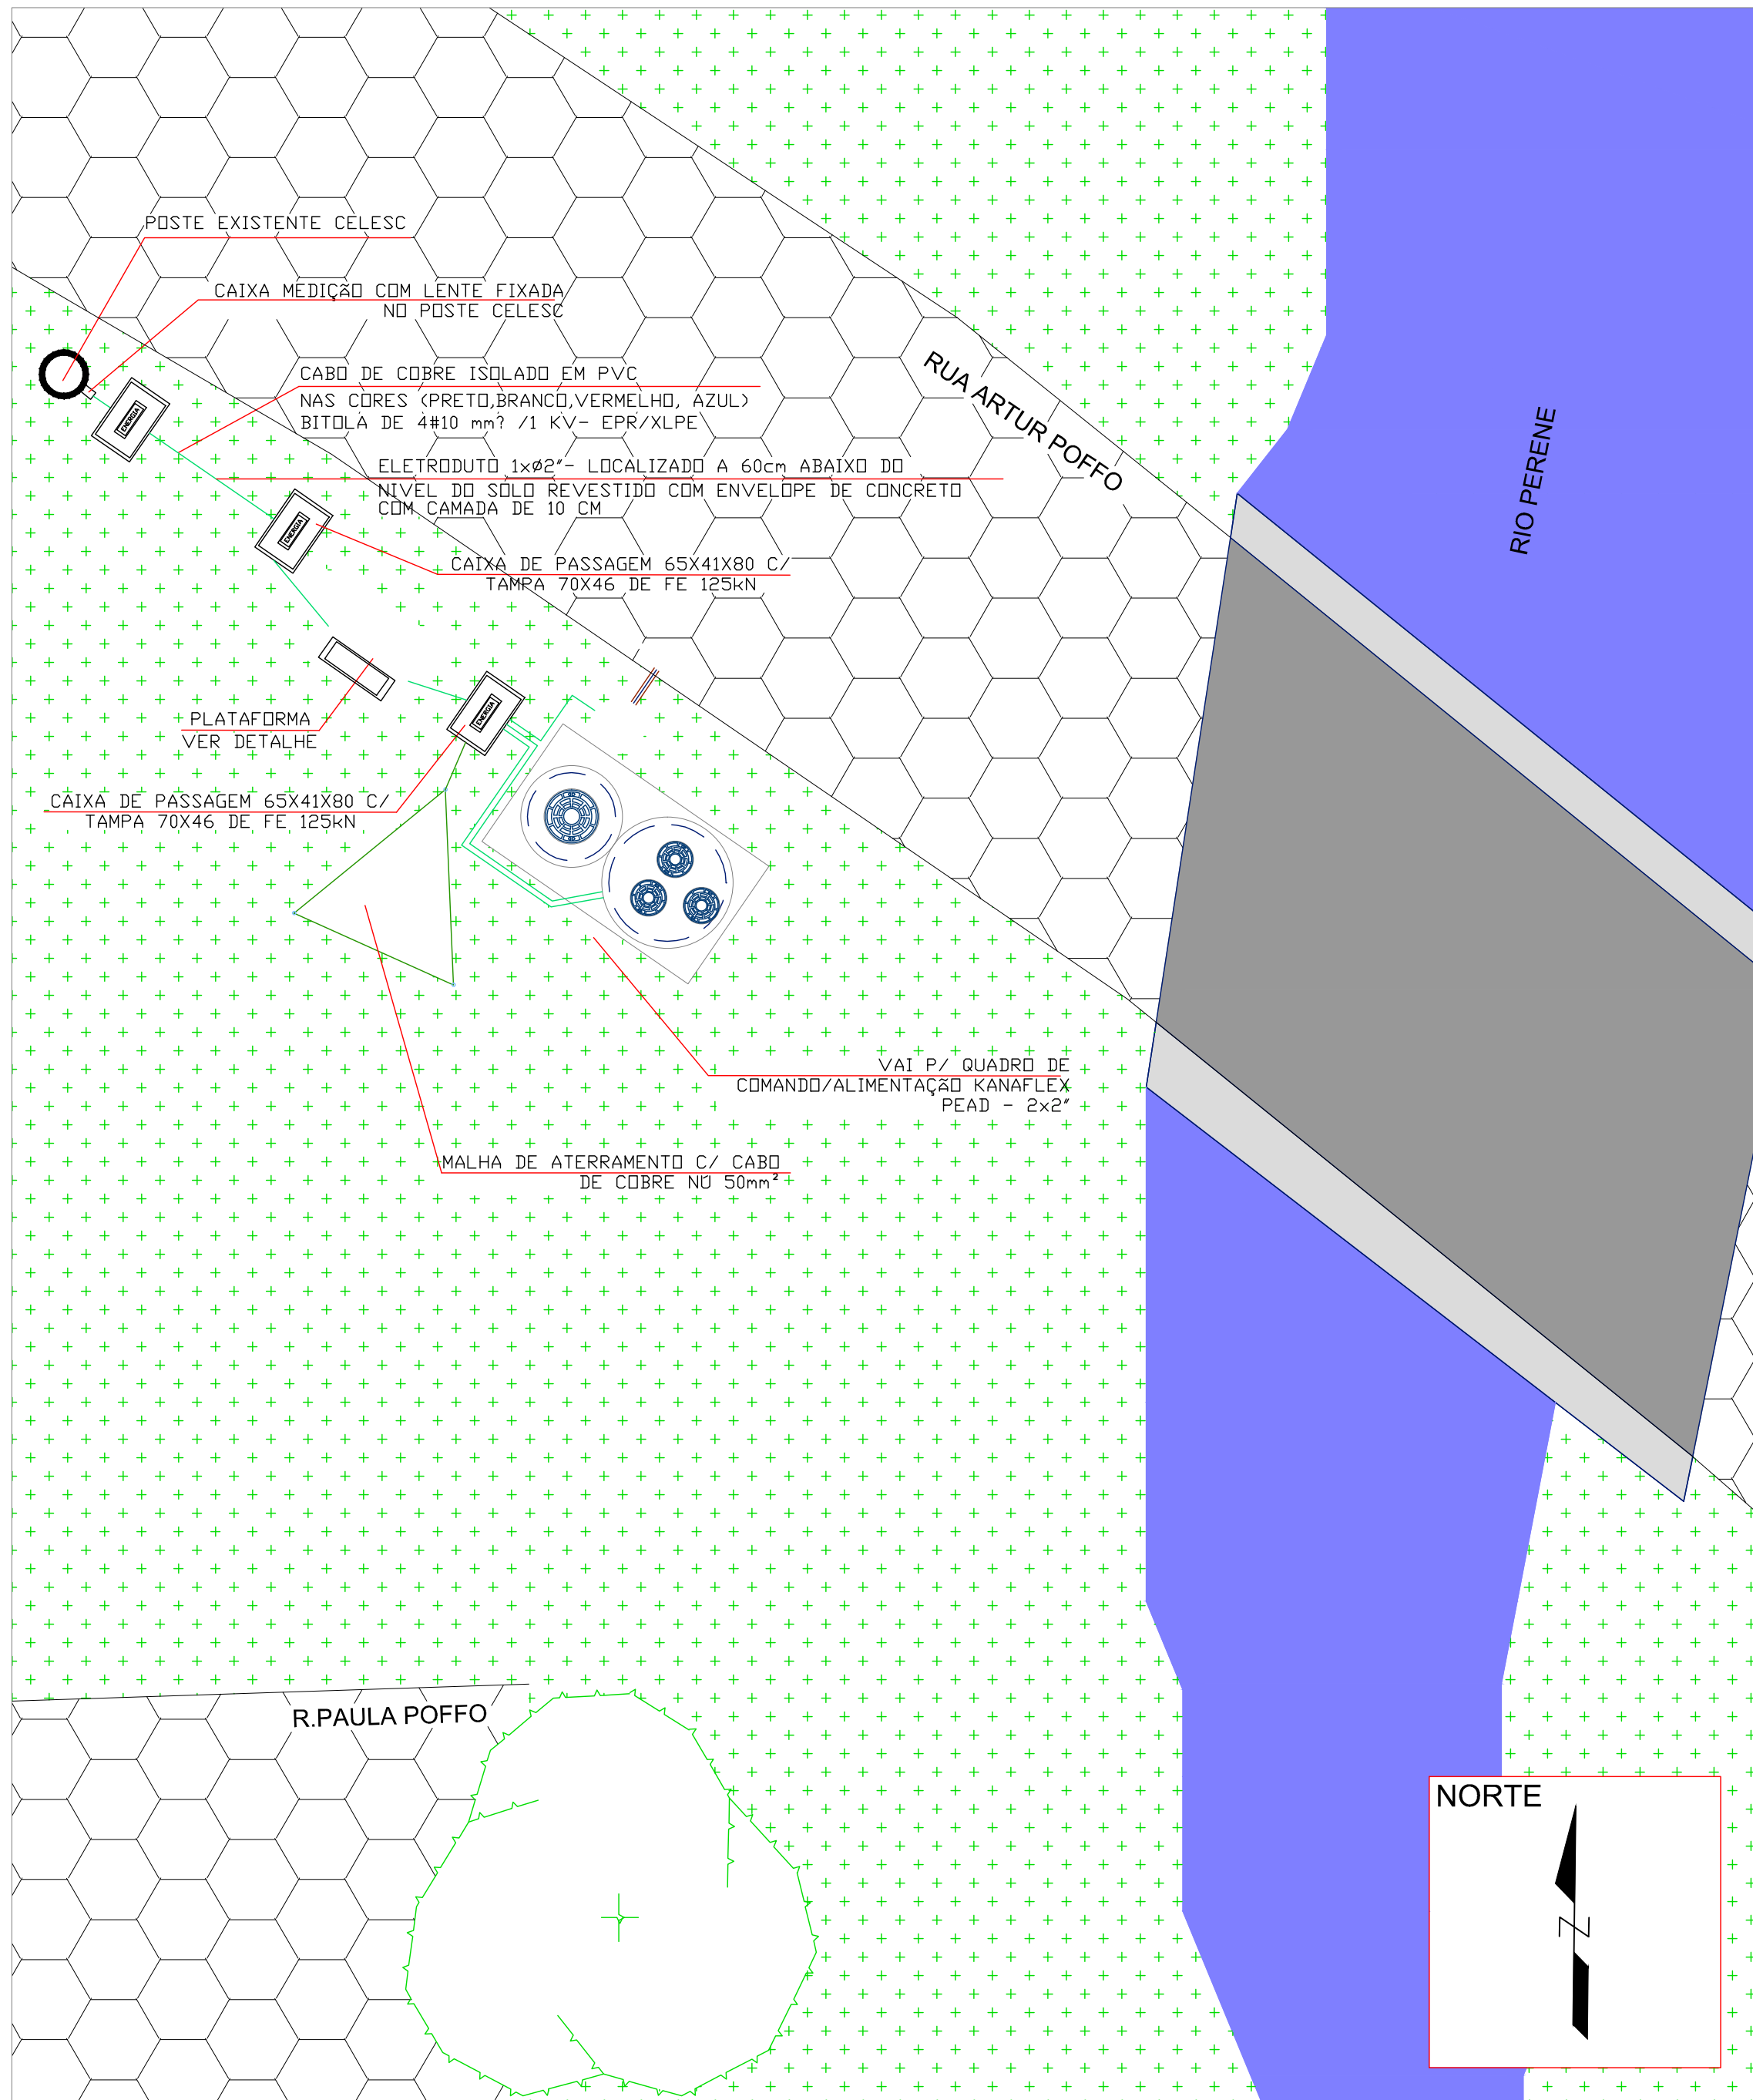 POSTE EXISTENTE CELESC
CAIXA MEDIÇãO COM LENTE FIXADA
NO POSTE CELESC
CABO DE COBRE ISOLADO EM PVC
NAS CORES (PRETO,BRANCO,VERMELHO, AZUL)
BITOLA DE 4#10 mm? /1 KV- EPR/XLPE
RUA ARTUR POFFO
RIO PERENE
ELETRODUTO 1xø2"- LOCALIZADO A 60cm ABAIXO DO
NIVEL DO SOLO REVESTIDO COM ENVELOPE DE CONCRETO
COM CAMADA DE 10 CM
ENERGIA
ENERGIA
CAIXA DE PASSAGEM 65X41X80 C/
TAMPA 70X46 DE FE 125kN
PLATAFORMA
VER DETALHE
ENERGIA
CAIXA DE PASSAGEM 65X41X80 C/
TAMPA 70X46 DE FE 125kN
VAI P/ QUADRO DE
COMANDO/ALIMENTAÇãO KANAFLEX
PEAD - 2x2"
MALHA DE ATERRAMENTO C/ CABO
DE COBRE NÚ 50mm²
R.PAULA POFFO
NORTE
N